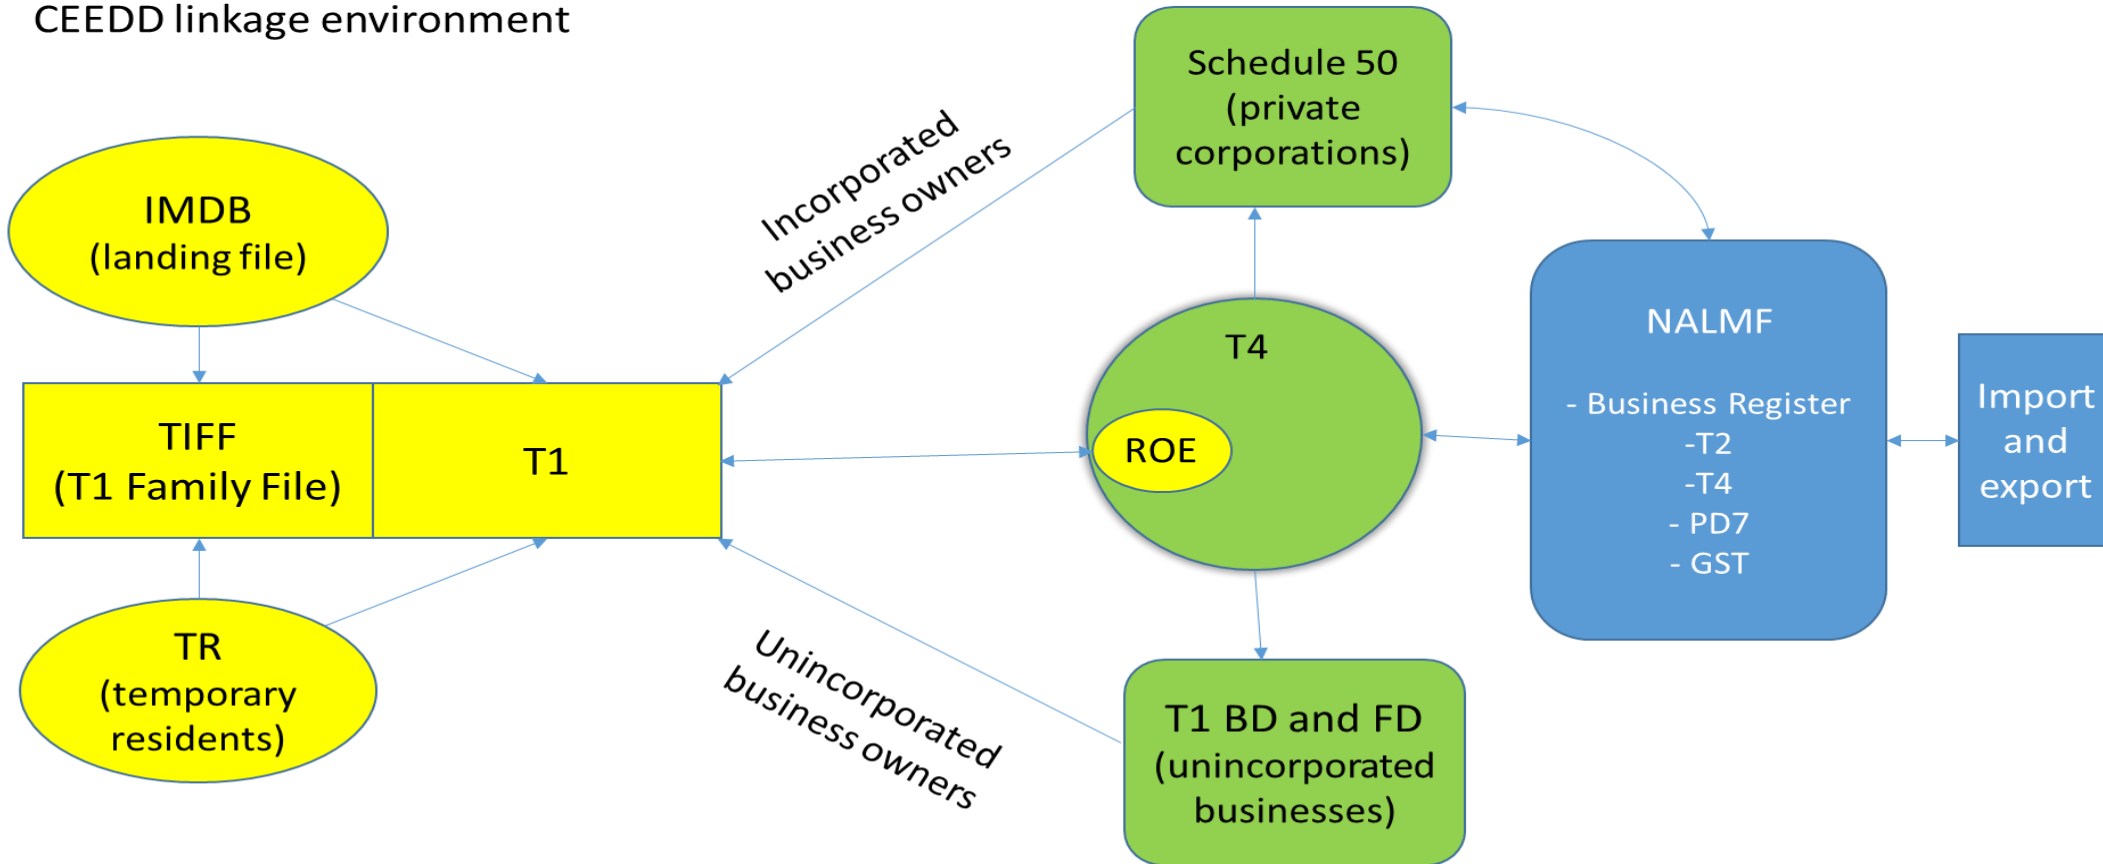 CEEDD linkage environment
IMDB
(landing file)
TIFF
(T1 Family File)
T1
TR
(temporary
residents)
Incorporated
business owners
Unincorporated
business owners
Schedule 50
(private
corporations)
T4
ROE
T1 BD and FD
(unincorporated
businesses)
NALMF
- Business Register
-T2
-T4
- PD7
- GST
Import
and
export